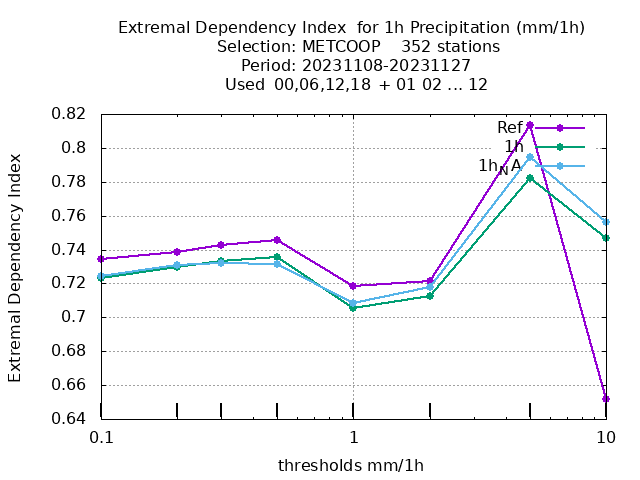 Extremal Dependency Index  for 1h Precipitation (mm/1h)
Selection: METCOOP    352 stations
Period: 20231108-20231127
Used  00,06,12,18 + 01 02 ... 12
Extremal Dependency Index
0.82
0.8
0.78
0.76
0.74
0.72
0.7
0.68
0.66
0.64
Ref
1h
1h_NA
0.1
1
10
thresholds mm/1h